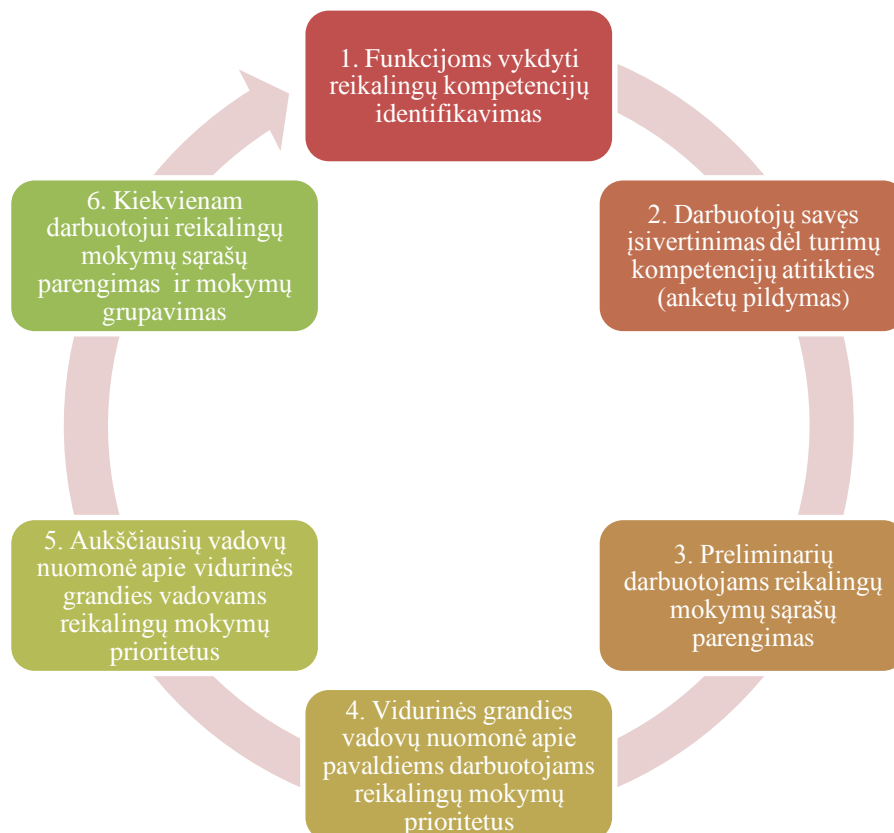 1. Funkcijoms vykdyti
reikalingų kompetencijų
identifikavimas
2. Darbuotojų savęs
įsivertinimas dėl turimų
kompetencijų atitikties
(anketų pildymas)
3. Preliminarių
darbuotojams reikalingų
mokymų sąrašų
parengimas
4. Vidurinės grandies
vadovų nuomonė apie
pavaldiems darbuotojams
reikalingų mokymų
prioritetus
5. Aukščiausių vadovų
nuomonė apie vidurinės
grandies vadovams
reikalingų mokymų
prioritetus
6. Kiekvienam
darbuotojui reikalingų
mokymų sąrašų
parengimas ir mokymų
grupavimas